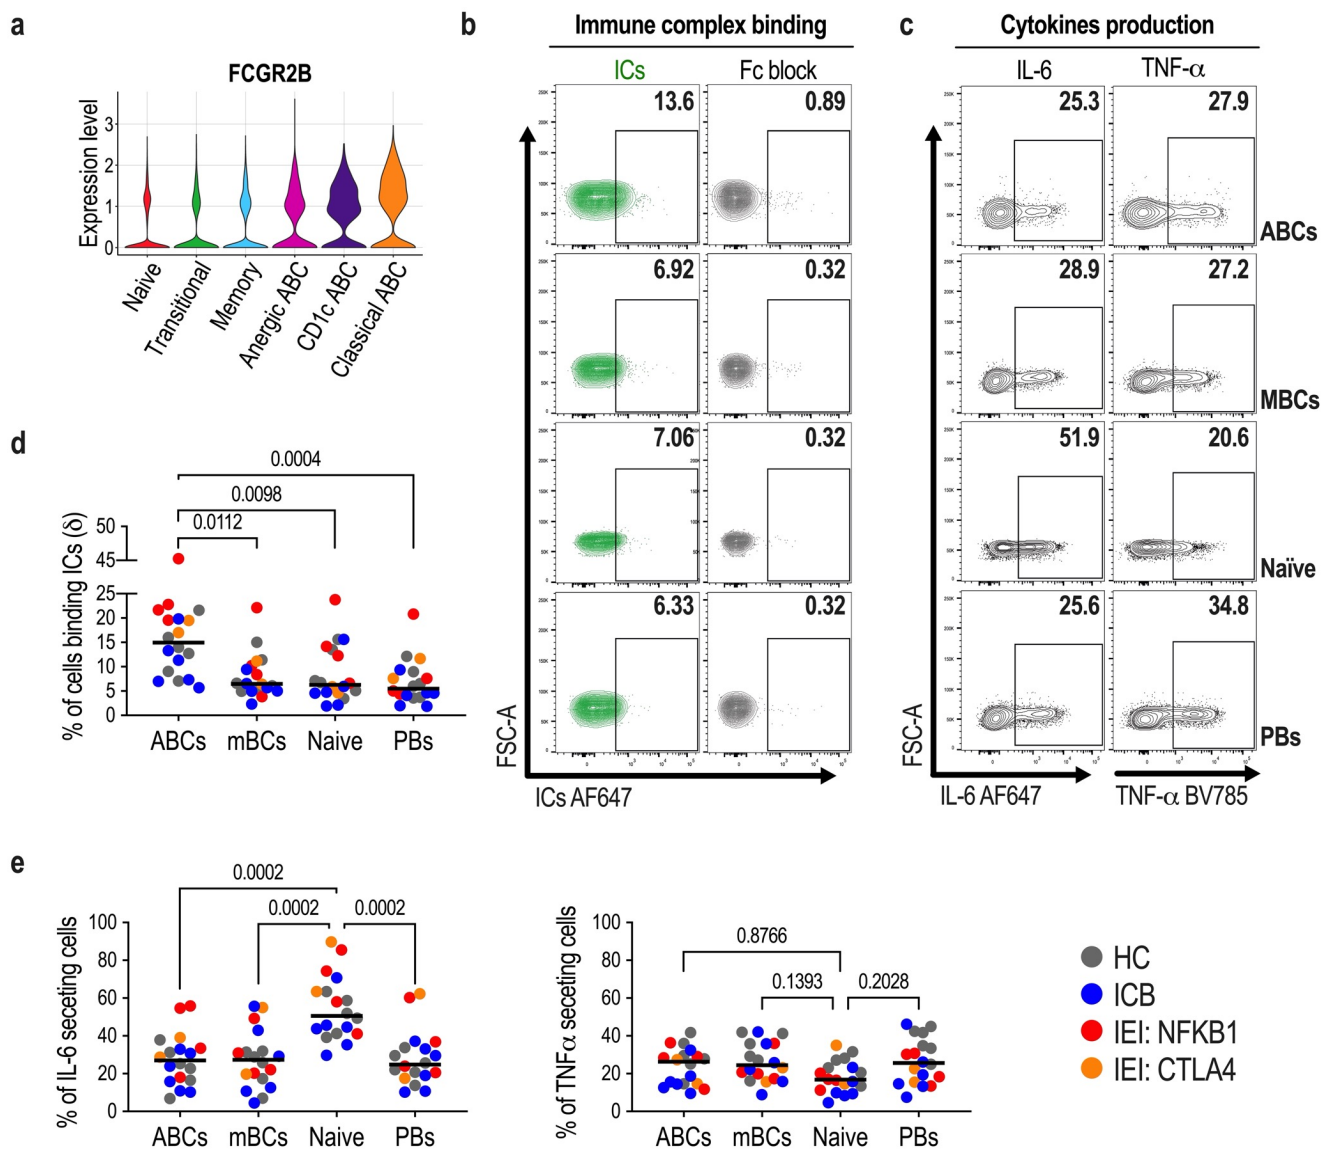 a
FCGR2B
Expression level
3
2
1
0
Naive
Transitional
Memory
Anergic ABC
CD1c ABC
Classical ABC
b
Immune complex binding
ICs
Fc block
13.6
0.89
6.92
0.32
7.06
0.32
6.33
0.32
FSC-A
ICs AF647
c
Cytokines production
IL-6
TNF-α
25.3
27.9
ABCs
28.9
27.2
MBCs
51.9
20.6
Naïve
25.6
34.8
PBs
FSC-A
IL-6 AF647
TNF-α BV785
d
0.0004
0.0098
0.0112
% of cells binding ICs (δ)
50
45
25
20
15
10
5
0
ABCs mBCs Naive PBs
e
0.0002
0.0002 0.0002
% of IL-6 seceting cells
100
80
60
40
20
0
ABCs mBCs Naive PBs
0.8766
0.1393 0.2028
% of TNFα seceting cells
100
80
60
40
20
0
ABCs mBCs Naive PBs
HC
ICB
IEI: NFKB1
IEI: CTLA4